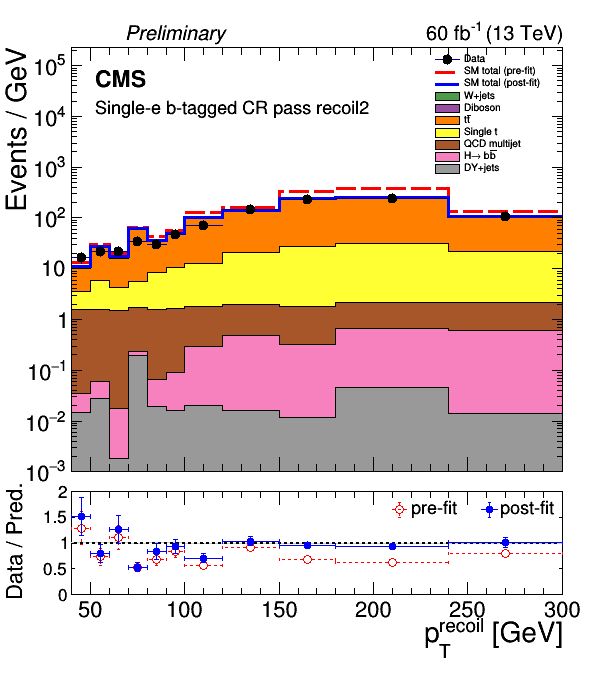 Preliminary 60 fb⁻¹ (13 TeV)
CMS
Single-e b-tagged CR pass recoil2
Data
SM total (pre-fit)
SM total (post-fit)
W+jets
Diboson
tt̅
Single t
QCD multijet
H→ bb̅
DY+jets
Events / GeV
10⁵
10⁴
10³
10²
10
1
10⁻¹
10⁻²
10⁻³
pre-fit post-fit
Data / Pred.
2
1.5
1
0.5
0
50 100 150 200 250 300
p_T^recoil [GeV]